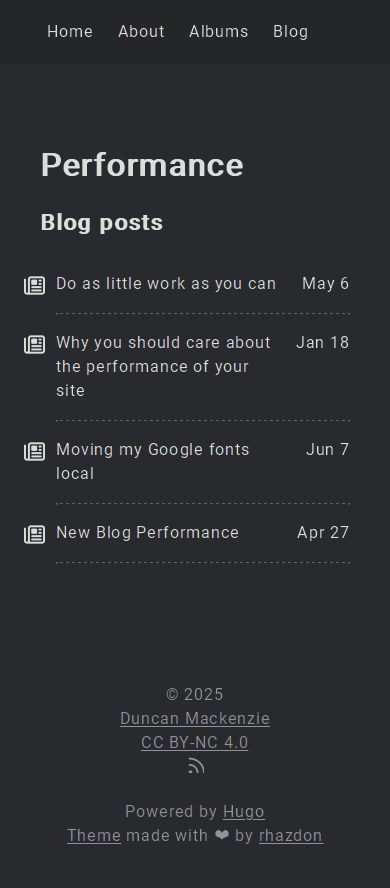 Home About Albums Blog
Performance
Blog posts
Do as little work as you can May 6
Why you should care about Jan 18
the performance of your
site
Moving my Google fonts Jun 7
local
New Blog Performance Apr 27
© 2025
Duncan Mackenzie
CC BY-NC 4.0
Powered by Hugo
Theme made with ❤ by rhazdon